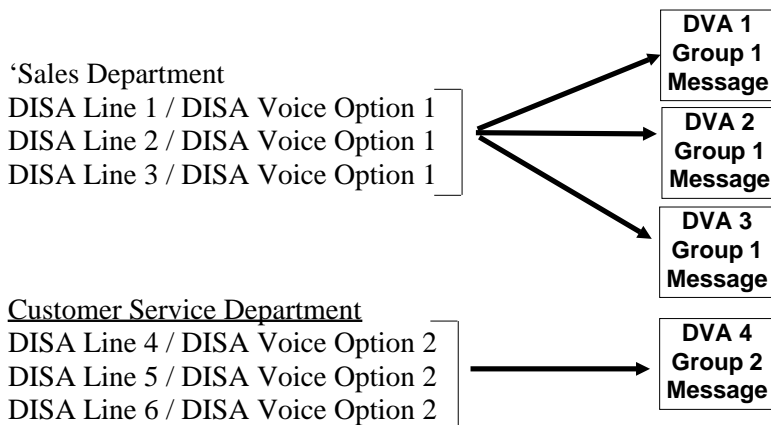 ‘Sales Department
DISA Line 1 / DISA Voice Option 1
DISA Line 2 / DISA Voice Option 1
DISA Line 3 / DISA Voice Option 1
DVA 1
Group 1
Message
DVA 2
Group 1
Message
DVA 3
Group 1
Message
Customer Service Department
DISA Line 4 / DISA Voice Option 2
DISA Line 5 / DISA Voice Option 2
DISA Line 6 / DISA Voice Option 2
DVA 4
Group 2
Message